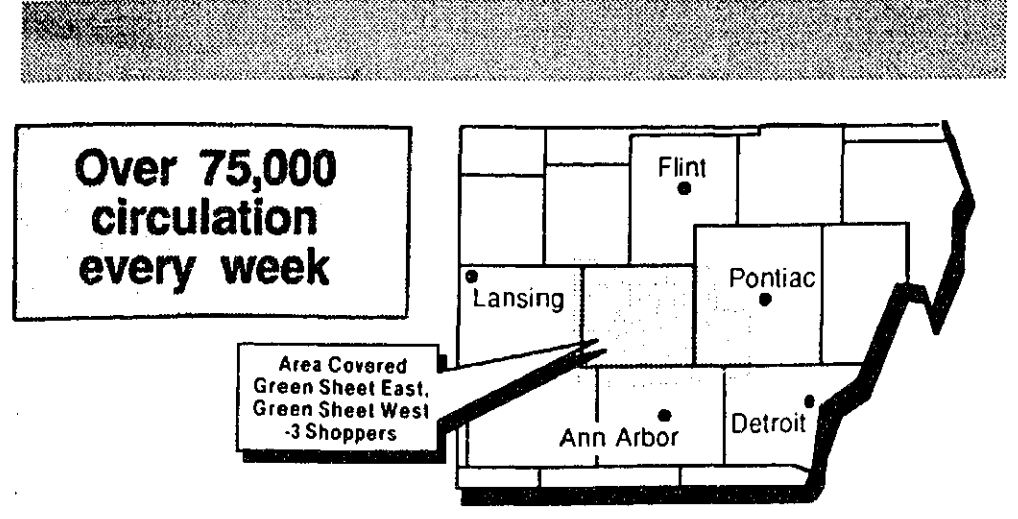 Over 75,000
circulation
every week
Flint
Pontiac
Lansing
Area Covered
Green Sheet East,
Green Sheet West
-3 Shoppers
Ann Arbor
Detroit